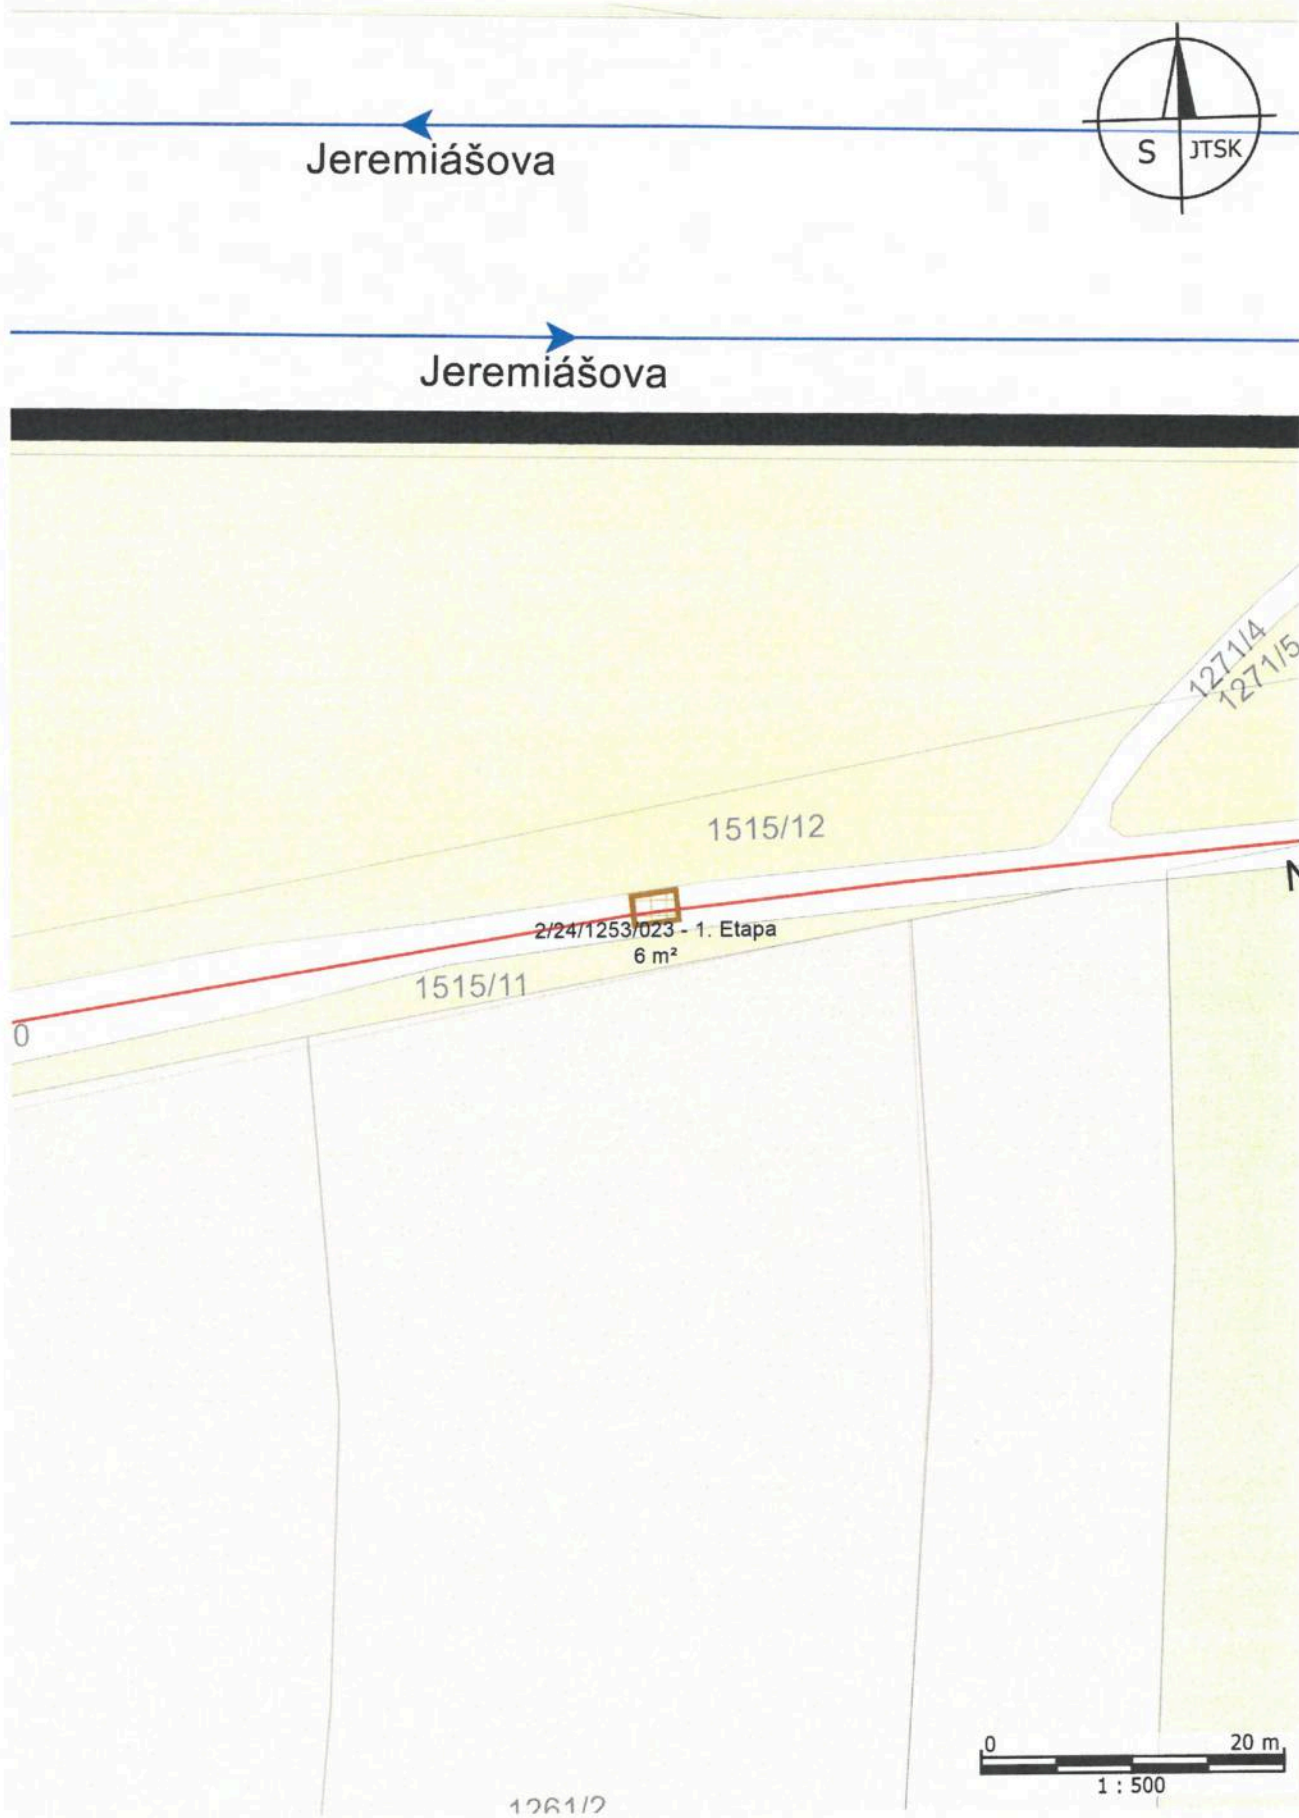 S JTSK
Jeremiášova
Jeremiášova
1271/4
1271/5
1515/12
N
2/24/1253/023 - 1. Etapa
6 m²
1515/11
0
0 20 m
1 : 500
1261/2